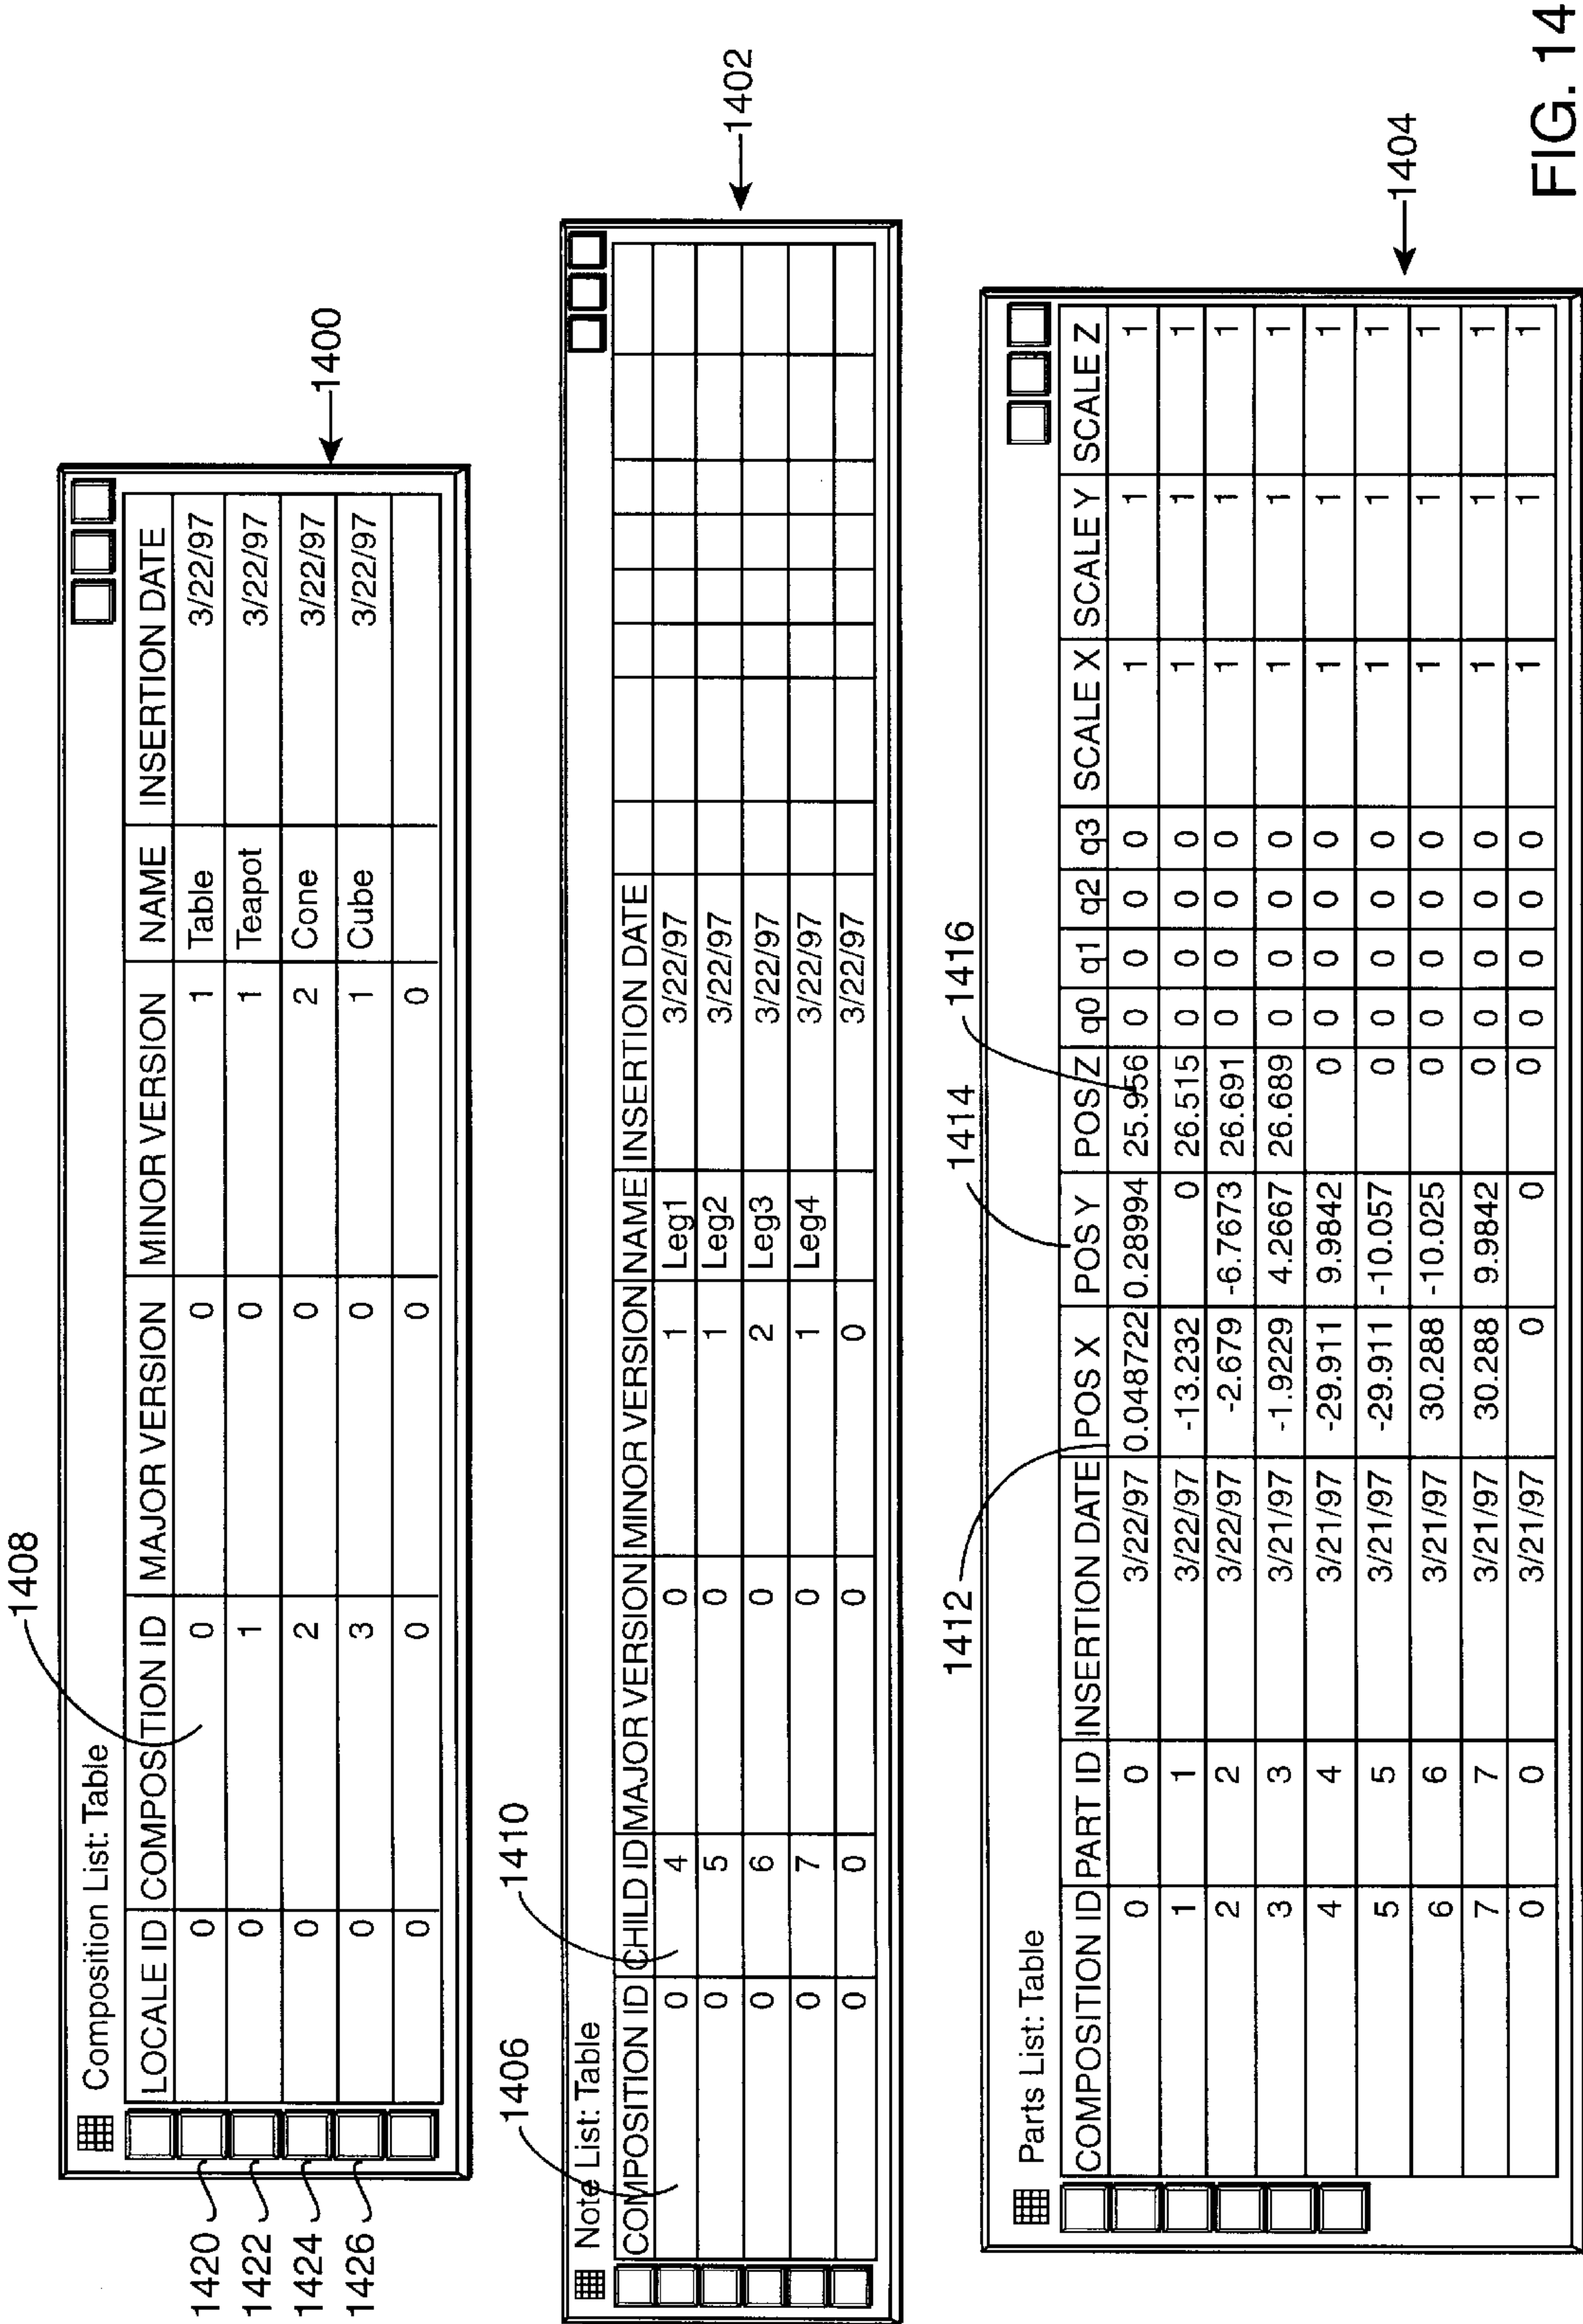 1408
Composition List: Table
LOCALE ID COMPOSITION ID MAJOR VERSION MINOR VERSION NAME INSERTION DATE
1420 0 0 0 1 Table 3/22/97
1422 0 1 0 1 Teapot 3/22/97
1424 0 2 0 2 Cone 3/22/97
1426 0 3 0 1 Cube 3/22/97
0 0 0 0
1400
1406 1410
Note List: Table
COMPOSITION ID CHILD ID MAJOR VERSION MINOR VERSION NAME INSERTION DATE
0 4 0 1 Leg1 3/22/97
0 5 0 1 Leg2 3/22/97
0 6 0 2 Leg3 3/22/97
0 7 0 1 Leg4 3/22/97
0 0 0 0 3/22/97
1402
1412 1414 1416
Parts List: Table
COMPOSITION ID PART ID INSERTION DATE POS X POS Y POS Z q0 q1 q2 q3 SCALE X SCALE Y SCALE Z
0 0 3/22/97 0.048722 0.28994 25.956 0 0 0 0 1 1 1
1 1 3/22/97 -13.232 0 26.515 0 0 0 0 1 1 1
2 2 3/22/97 -2.679 -6.7673 26.691 0 0 0 0 1 1 1
3 3 3/21/97 -1.9229 4.2667 26.689 0 0 0 0 1 1 1
4 4 3/21/97 -29.911 9.9842 0 0 0 0 0 1 1 1
5 5 3/21/97 -29.911 -10.057 0 0 0 0 0 1 1 1
6 6 3/21/97 30.288 -10.025 0 0 0 0 0 1 1 1
7 7 3/21/97 30.288 9.9842 0 0 0 0 0 1 1 1
0 0 3/21/97 0 0 0 0 0 0 0 1 1 1
1404
FIG. 14